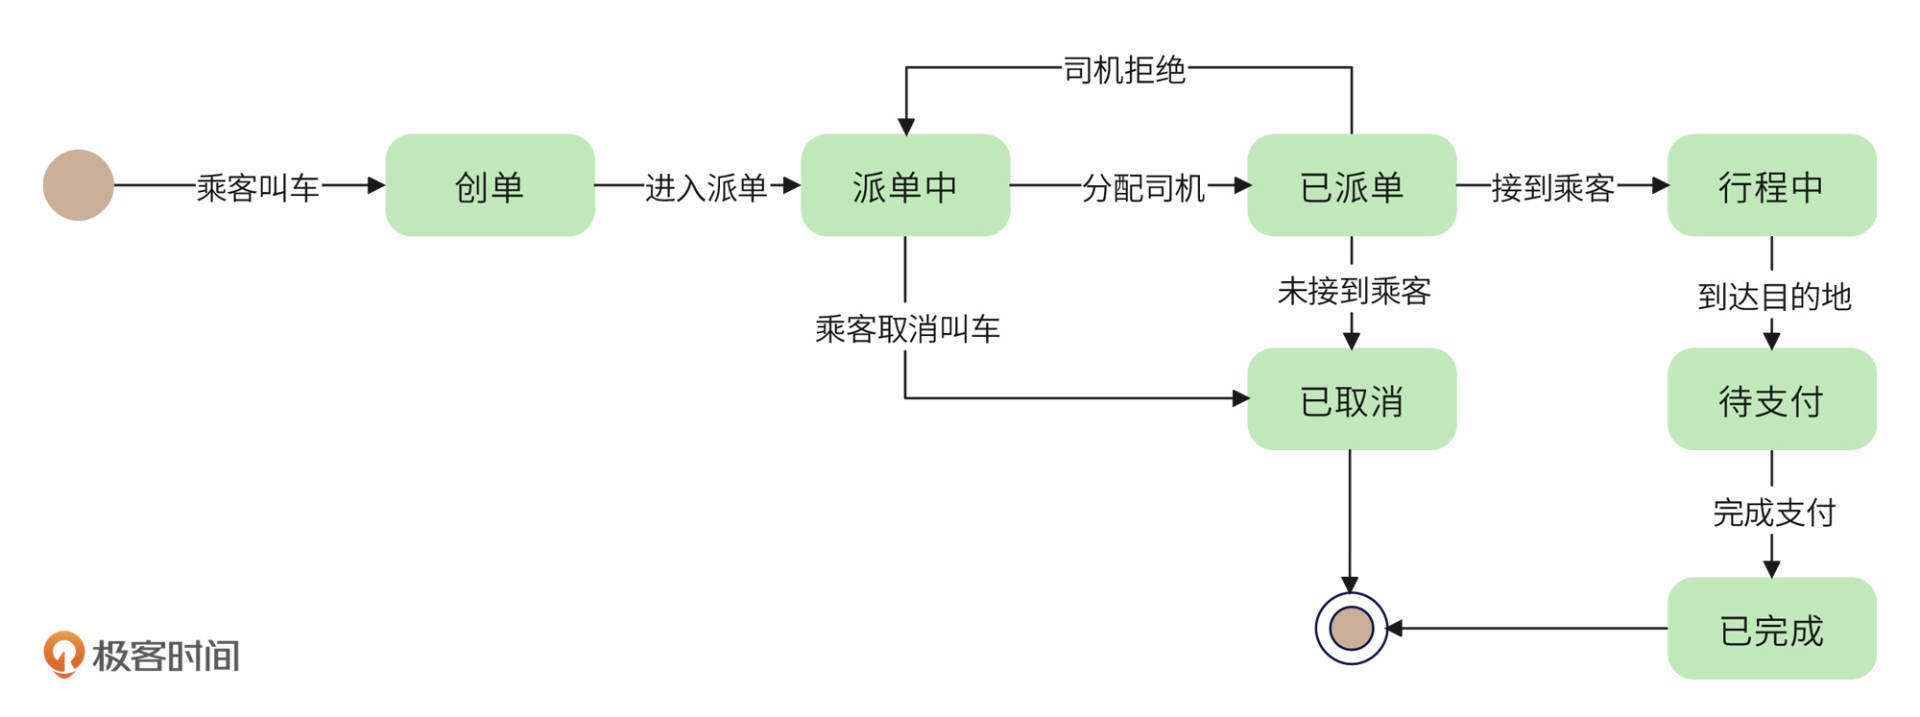 司机拒绝
乘客叫车
创单
进入派单
派单中
分配司机
已派单
接到乘客
行程中
未接到乘客
到达目的地
乘客取消叫车
已取消
待支付
完成支付
已完成
极客时间